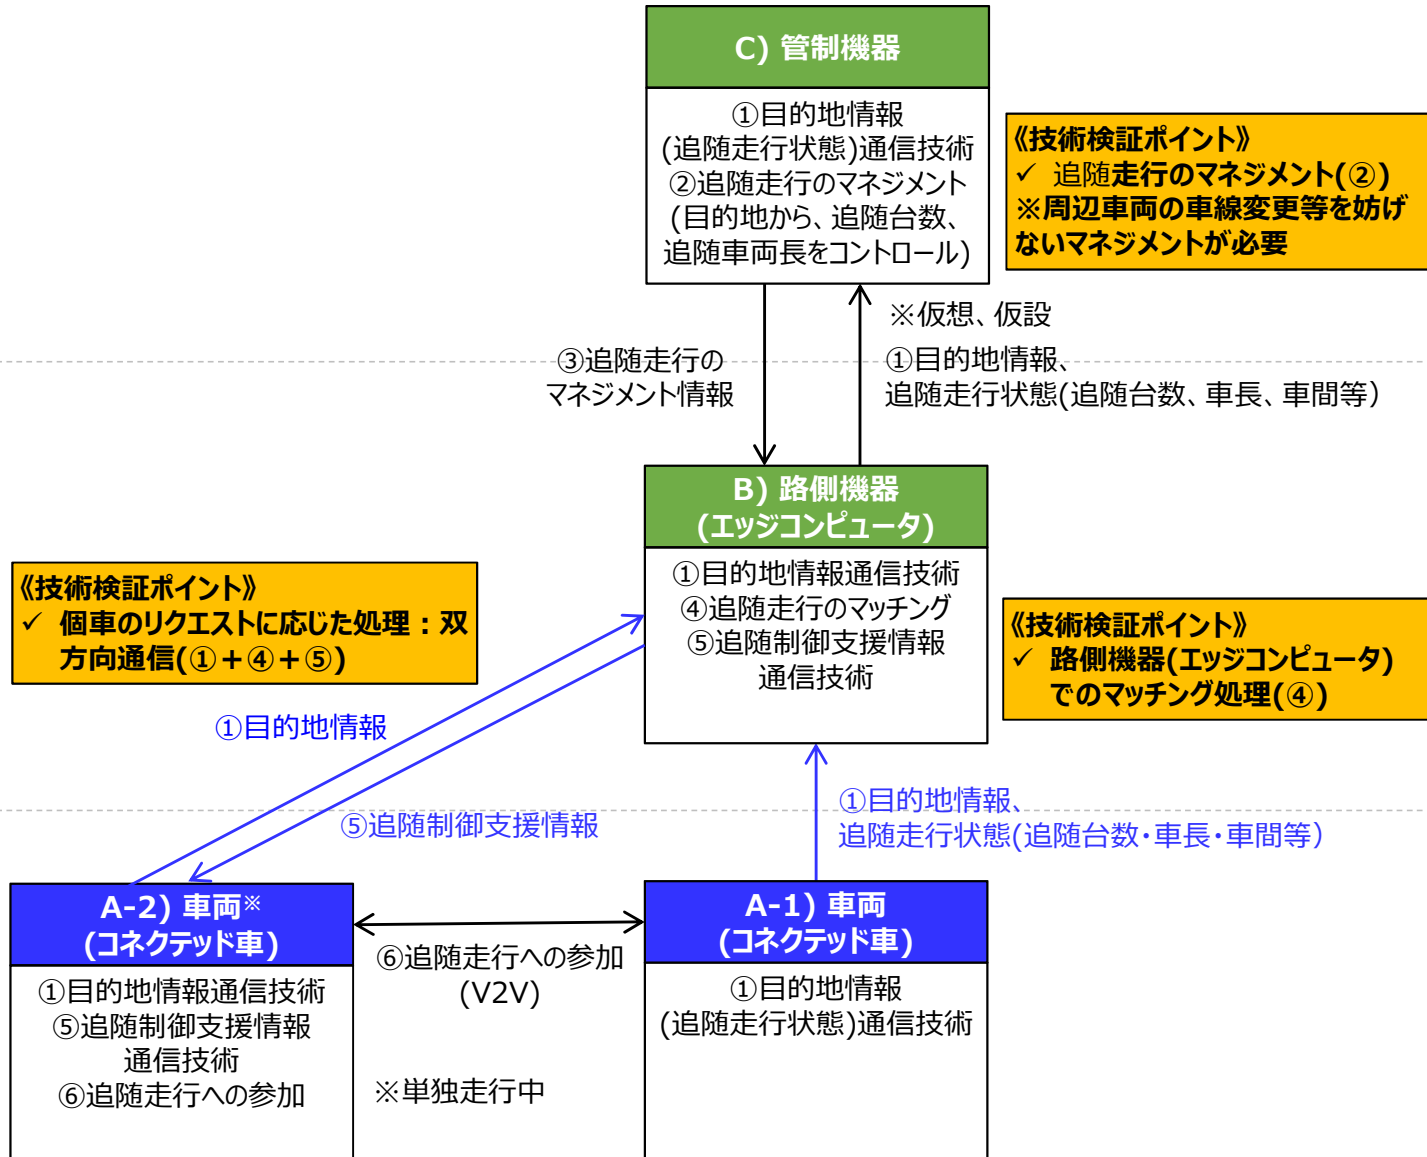 C) 管制機器
①目的地情報
(追随走行状態)通信技術
②追随走行のマネジメント
(目的地から、追随台数、
追随車両長をコントロール)
《技術検証ポイント》
✓ 追随走行のマネジメント(②)
※周辺車両の車線変更等を妨げ
ないマネジメントが必要
※仮想、仮設
③追随走行の
マネジメント情報
①目的地情報、
追随走行状態(追随台数、車長、車間等)
B) 路側機器
(エッジコンピュータ)
①目的地情報通信技術
④追随走行のマッチング
⑤追随制御支援情報
通信技術
《技術検証ポイント》
✓ 個車のリクエストに応じた処理：双
方向通信(①+④+⑤)
《技術検証ポイント》
✓ 路側機器(エッジコンピュータ)
でのマッチング処理(④)
①目的地情報
⑤追随制御支援情報
①目的地情報、
追随走行状態(追随台数・車長・車間等)
A-2) 車両※
(コネクテッド車)
①目的地情報通信技術
⑤追随制御支援情報
通信技術
⑥追随走行への参加
⑥追随走行への参加
(V2V)
※単独走行中
A-1) 車両
(コネクテッド車)
①目的地情報
(追随走行状態)通信技術